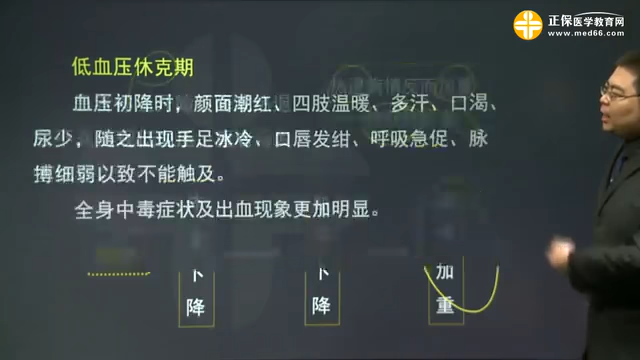 正保医学教育网
www.med66.com
低血压休克期
血压初降时、颜面潮红、四肢温暖、多汗、口渴、
尿少，随之出现手足冰冷、口唇发绀、呼吸急促、脉
搏细弱以致不能触及。
全身中毒症状及出血现象更加明显。
下降
下降
加重